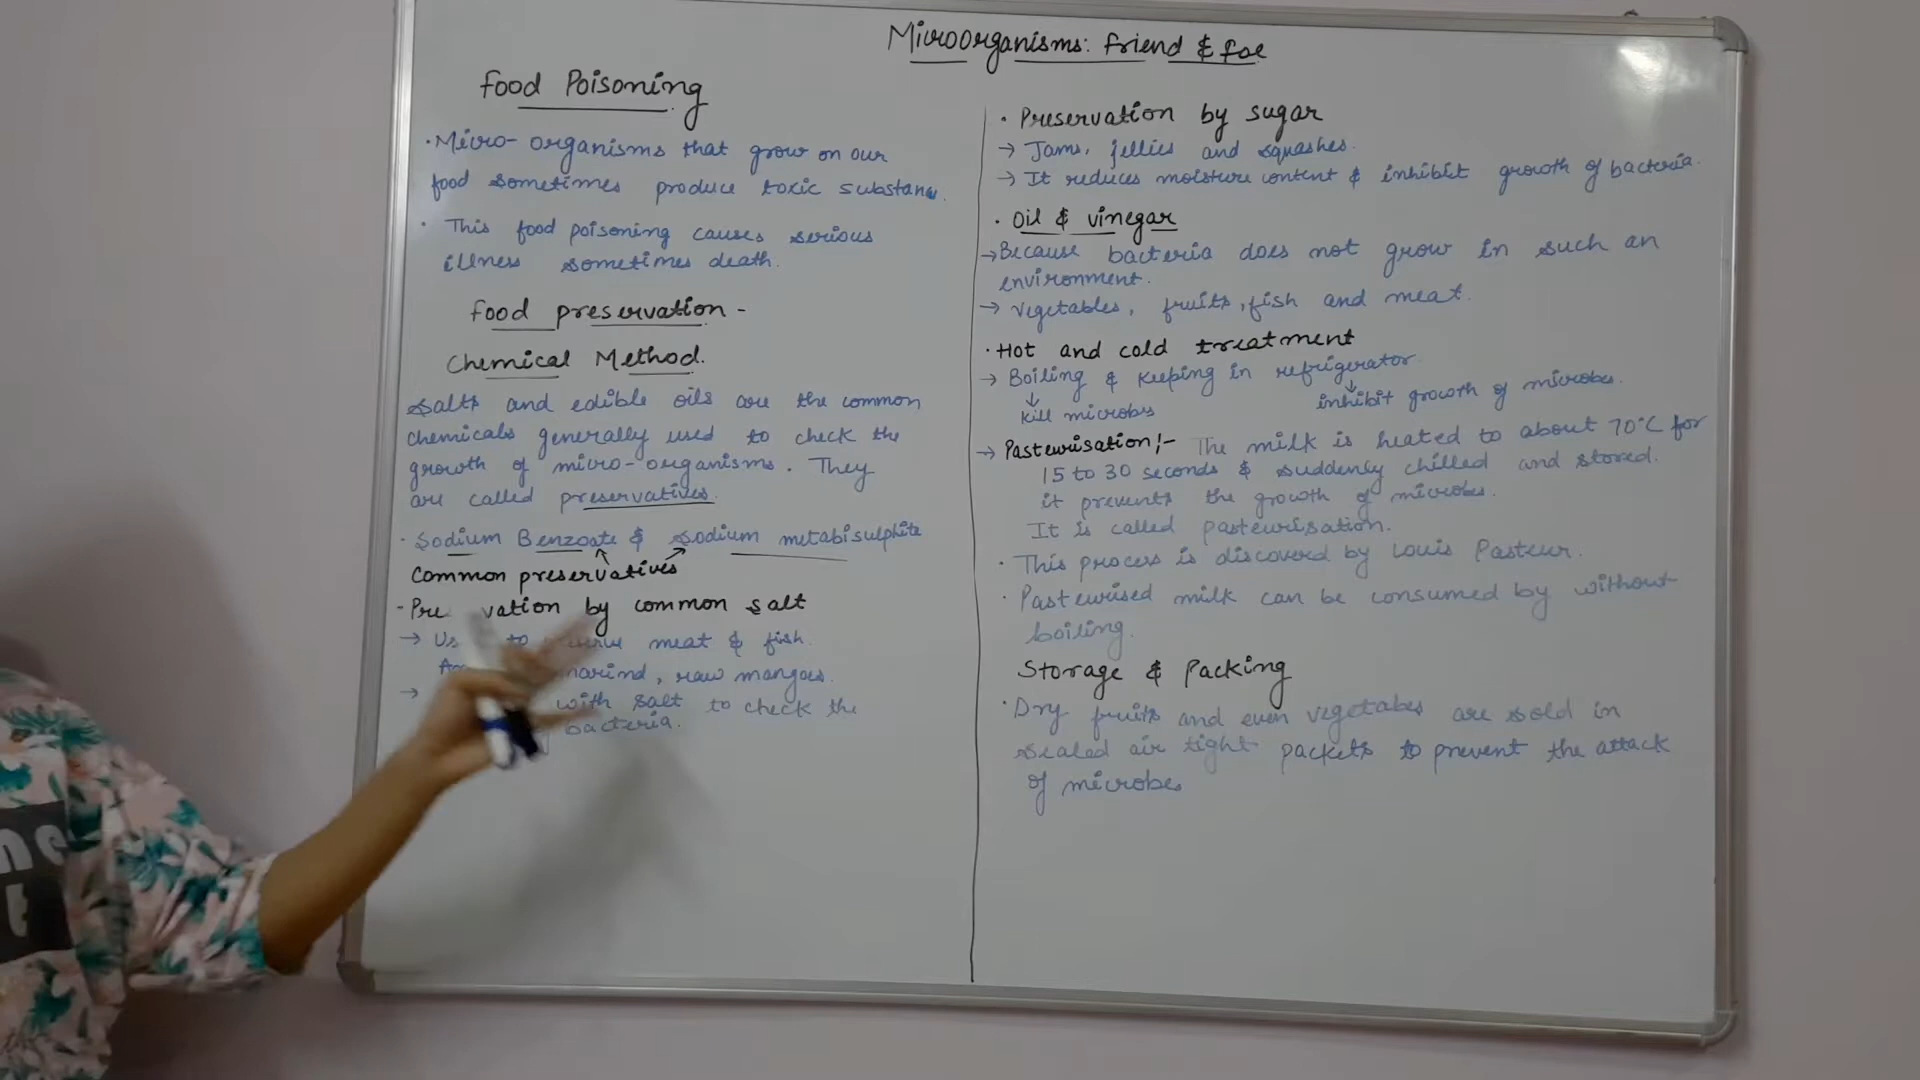 Microorganisms: friend & foe
food Poisoning
· Micro-organisms that grow on our
food sometimes produce toxic substance.
· This food poisoning causes serious
illness sometimes death.
food preservation -
Chemical Method.
salts and edible oils are the common
chemicals generally used to check the
growth of micro-organisms. They
are called preservatives.
· Sodium Benzoate & Sodium metabisulphite
Common preservatives
- Pre vation by common salt
→ Us to meat & fish.
, raw mangoes.
→ with salt to check the
bacteria.
· Preservation by sugar
→ Jams, jellies and squashes.
→ It reduces moisture content & inhibit growth of bacteria.
· Oil & vinegar
→ Because bacteria does not grow in such an
environment.
→ vegetables, fruits, fish and meat.
· Hot and cold treatment
→ Boiling & keeping in refrigerator.
↓ kill microbes ↓ inhibit growth of microbes.
→ Pasteurisation:- The milk is heated to about 70°C for
15 to 30 seconds & suddenly chilled and stored.
it prevents the growth of microbes.
It is called pasteurisation.
· This process is discovered by Louis Pasteur.
· Pasteurised milk can be consumed by without
boiling.
Storage & Packing
· Dry fruits and even vegetabes are sold in
sealed air tight packets to prevent the attack
of microbes